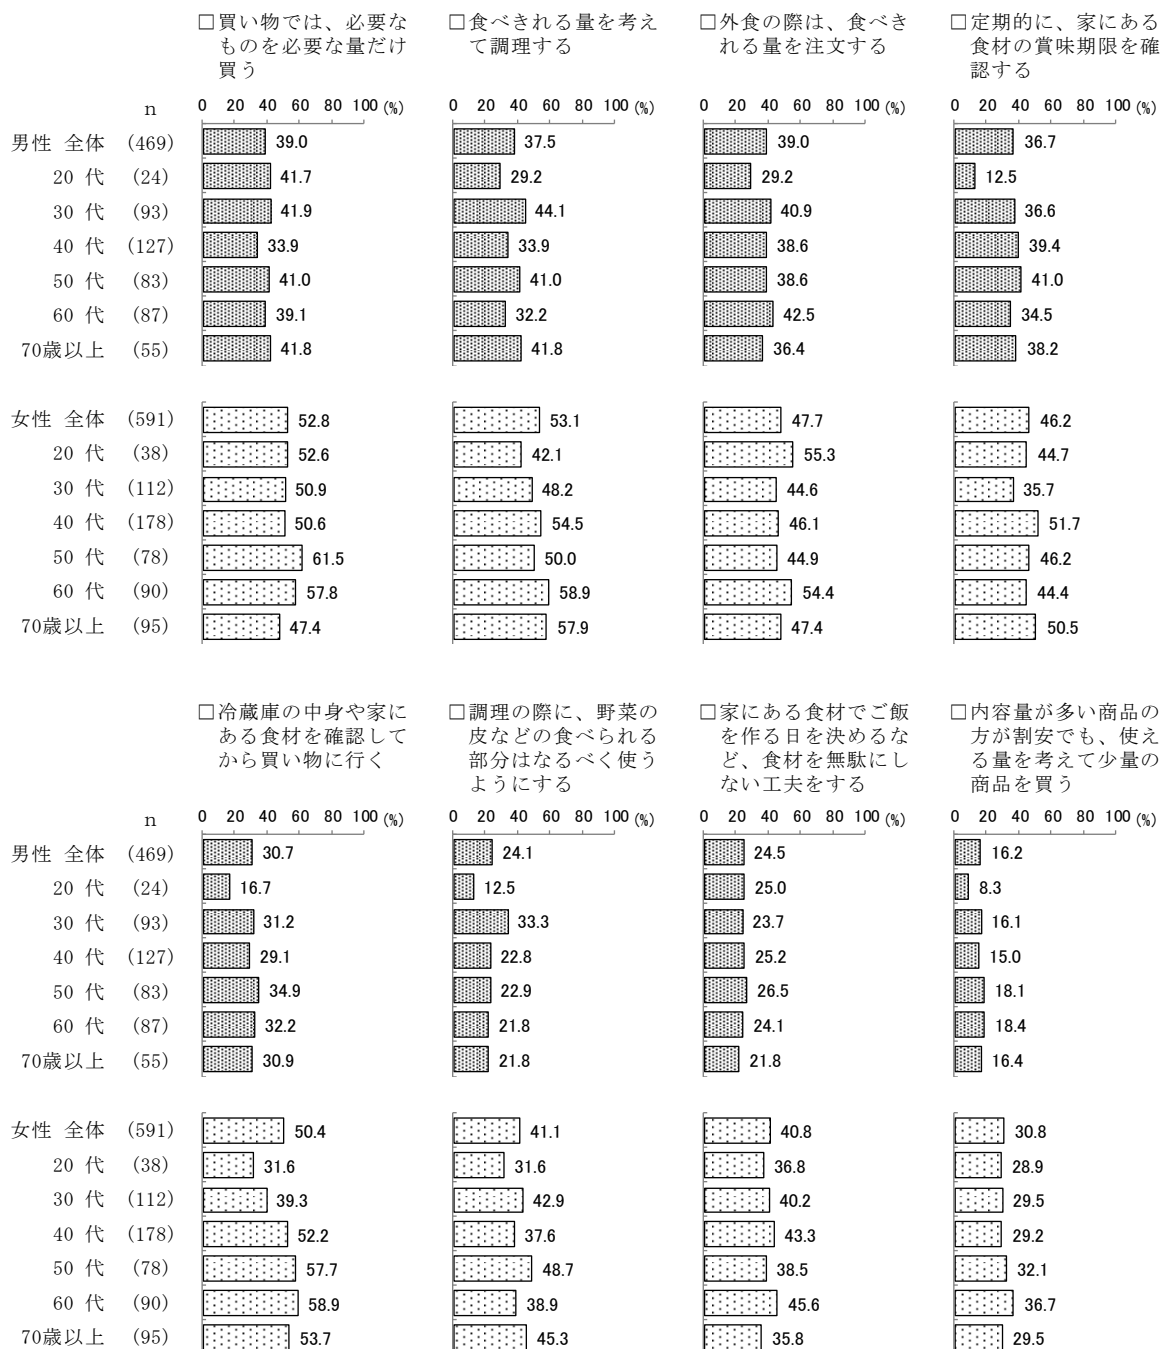 □買い物では、必要な
ものを必要な量だけ
買う
□食べきれる量を考え
て調理する
□外食の際は、食べき
れる量を注文する
□定期的に、家にある
食材の賞味期限を確
認する
n 0 20 40 60 80 100 (%) 0 20 40 60 80 100 (%) 0 20 40 60 80 100 (%) 0 20 40 60 80 100 (%)
男性 全体 (469) 39.0 37.5 39.0 36.7
20 代 (24) 41.7 29.2 29.2 12.5
30 代 (93) 41.9 44.1 40.9 36.6
40 代 (127) 33.9 33.9 38.6 39.4
50 代 (83) 41.0 41.0 38.6 41.0
60 代 (87) 39.1 32.2 42.5 34.5
70歳以上 (55) 41.8 41.8 36.4 38.2
女性 全体 (591) 52.8 53.1 47.7 46.2
20 代 (38) 52.6 42.1 55.3 44.7
30 代 (112) 50.9 48.2 44.6 35.7
40 代 (178) 50.6 54.5 46.1 51.7
50 代 (78) 61.5 50.0 44.9 46.2
60 代 (90) 57.8 58.9 54.4 44.4
70歳以上 (95) 47.4 57.9 47.4 50.5
□冷蔵庫の中身や家に
ある食材を確認して
から買い物に行く
□調理の際に、野菜の
皮などの食べられる
部分はなるべく使う
ようにする
□家にある食材でご飯
を作る日を決めるな
ど、食材を無駄にし
ない工夫をする
□内容量が多い商品の
方が割安でも、使え
る量を考えて少量の
商品を買う
n 0 20 40 60 80 100 (%) 0 20 40 60 80 100 (%) 0 20 40 60 80 100 (%) 0 20 40 60 80 100 (%)
男性 全体 (469) 30.7 24.1 24.5 16.2
20 代 (24) 16.7 12.5 25.0 8.3
30 代 (93) 31.2 33.3 23.7 16.1
40 代 (127) 29.1 22.8 25.2 15.0
50 代 (83) 34.9 22.9 26.5 18.1
60 代 (87) 32.2 21.8 24.1 18.4
70歳以上 (55) 30.9 21.8 21.8 16.4
女性 全体 (591) 50.4 41.1 40.8 30.8
20 代 (38) 31.6 31.6 36.8 28.9
30 代 (112) 39.3 42.9 40.2 29.5
40 代 (178) 52.2 37.6 43.3 29.2
50 代 (78) 57.7 48.7 38.5 32.1
60 代 (90) 58.9 38.9 45.6 36.7
70歳以上 (95) 53.7 45.3 35.8 29.5